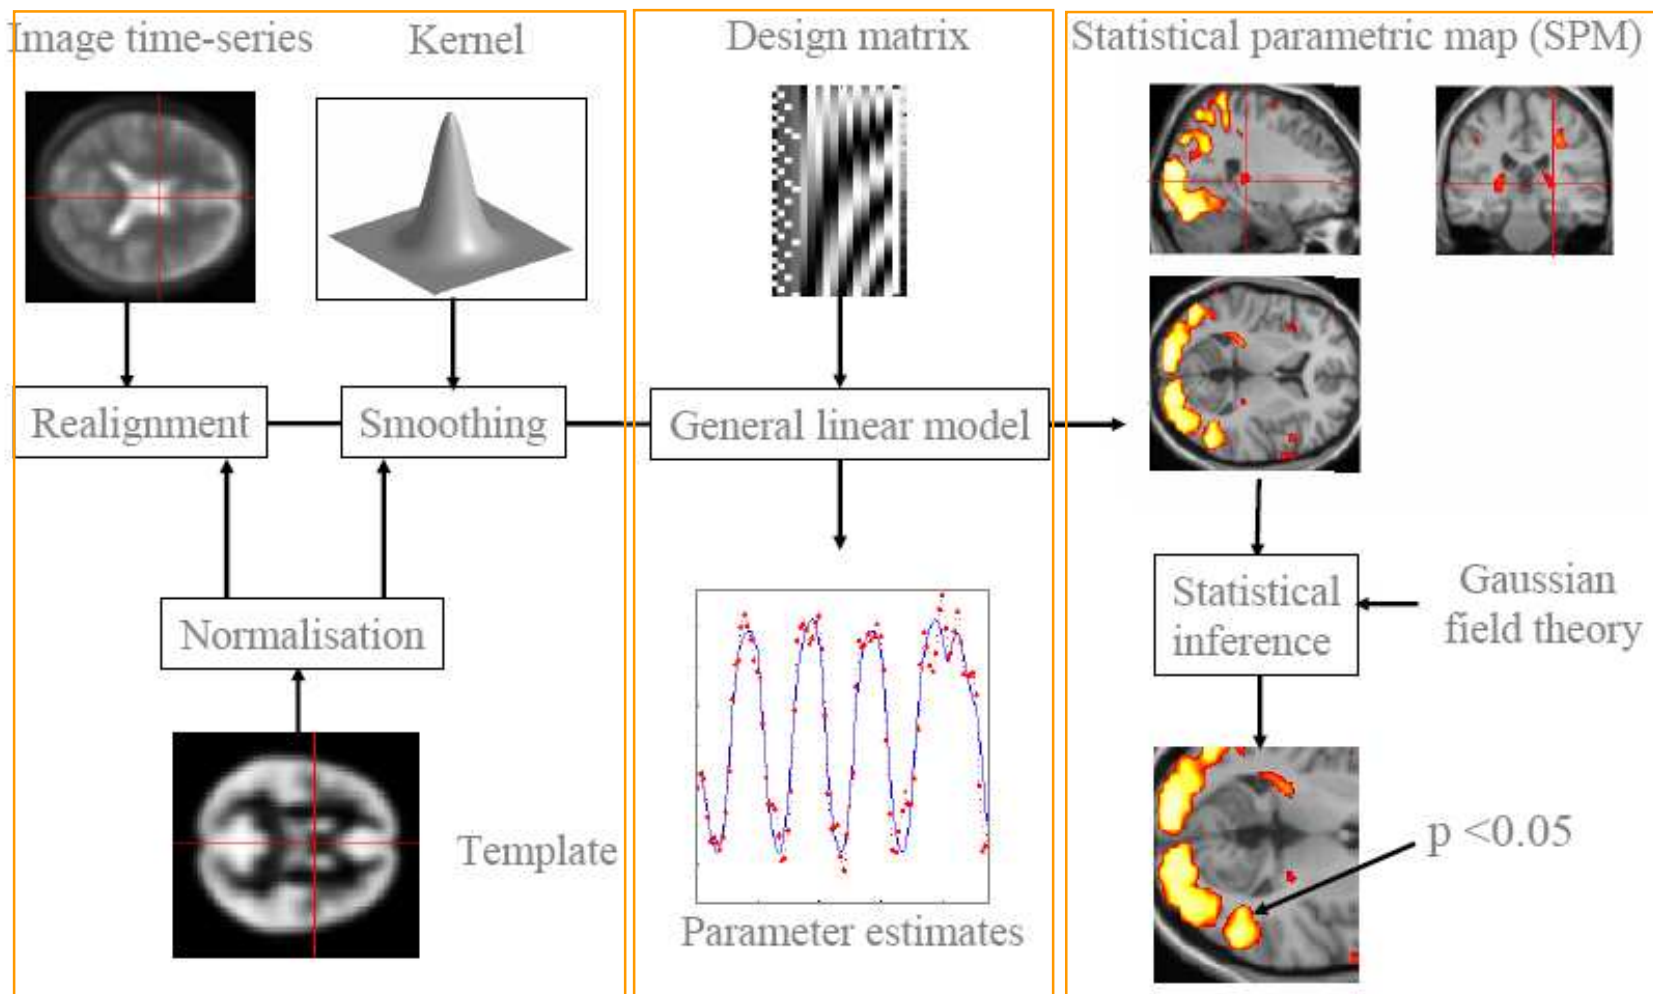 Image time-series
Kernel
Design matrix
Statistical parametric map (SPM)
Realignment
Smoothing
General linear model
Normalisation
Statistical
inference
Gaussian
field theory
Template
Parameter estimates
p <0.05